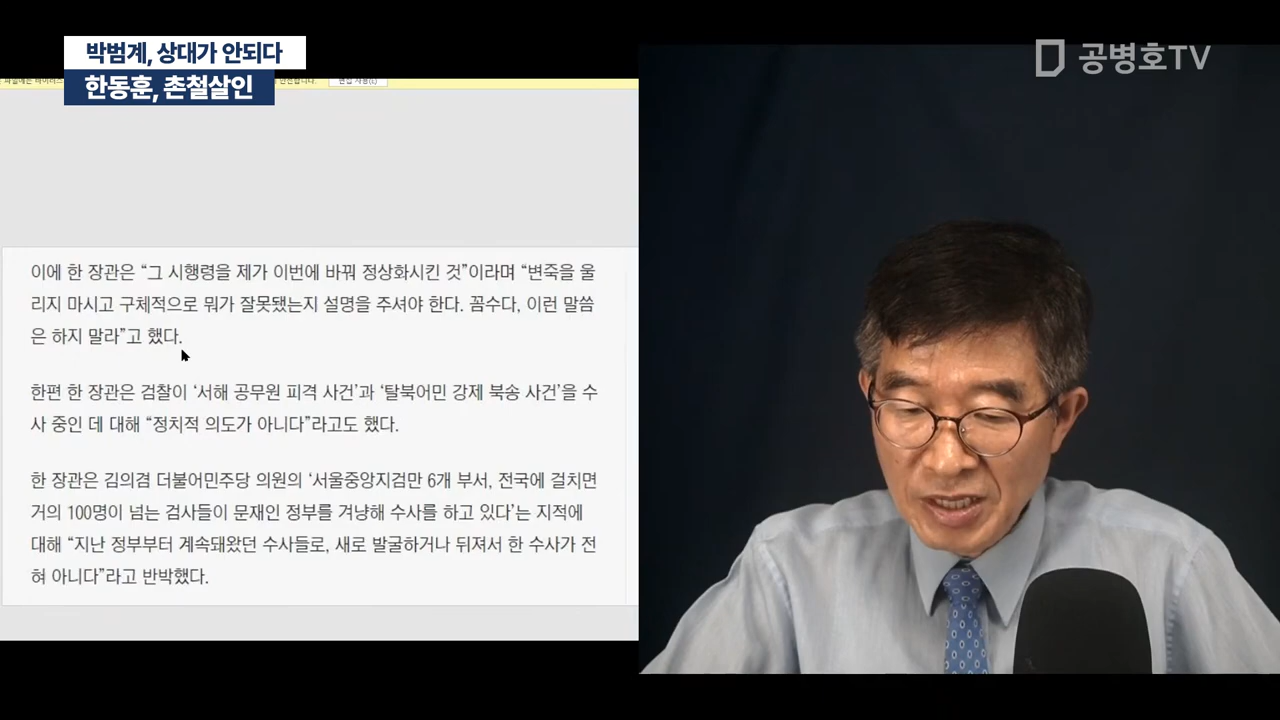 박범계, 상대가 안되다
한동훈, 촌철살인
공병호TV
이에 한 장관은 “그 시행령을 제가 이번에 바꿔 정상화시킨 것”이라며 “변죽을 울
리지 마시고 구체적으로 뭐가 잘못됐는지 설명을 주셔야 한다. 꼼수다, 이런 말씀
은 하지 말라”고 했다.
한편 한 장관은 검찰이 ‘서해 공무원 피격 사건’과 ‘탈북어민 강제 북송 사건’을 수
사 중인 데 대해 “정치적 의도가 아니다”라고도 했다.
한 장관은 김의겸 더불어민주당 의원의 ‘서울중앙지검만 6개 부서, 전국에 걸치면
거의 100명이 넘는 검사들이 문재인 정부를 겨냥해 수사를 하고 있다’는 지적에
대해 “지난 정부부터 계속돼왔던 수사들로, 새로 발굴하거나 뒤져서 한 수사가 전
혀 아니다”라고 반박했다.